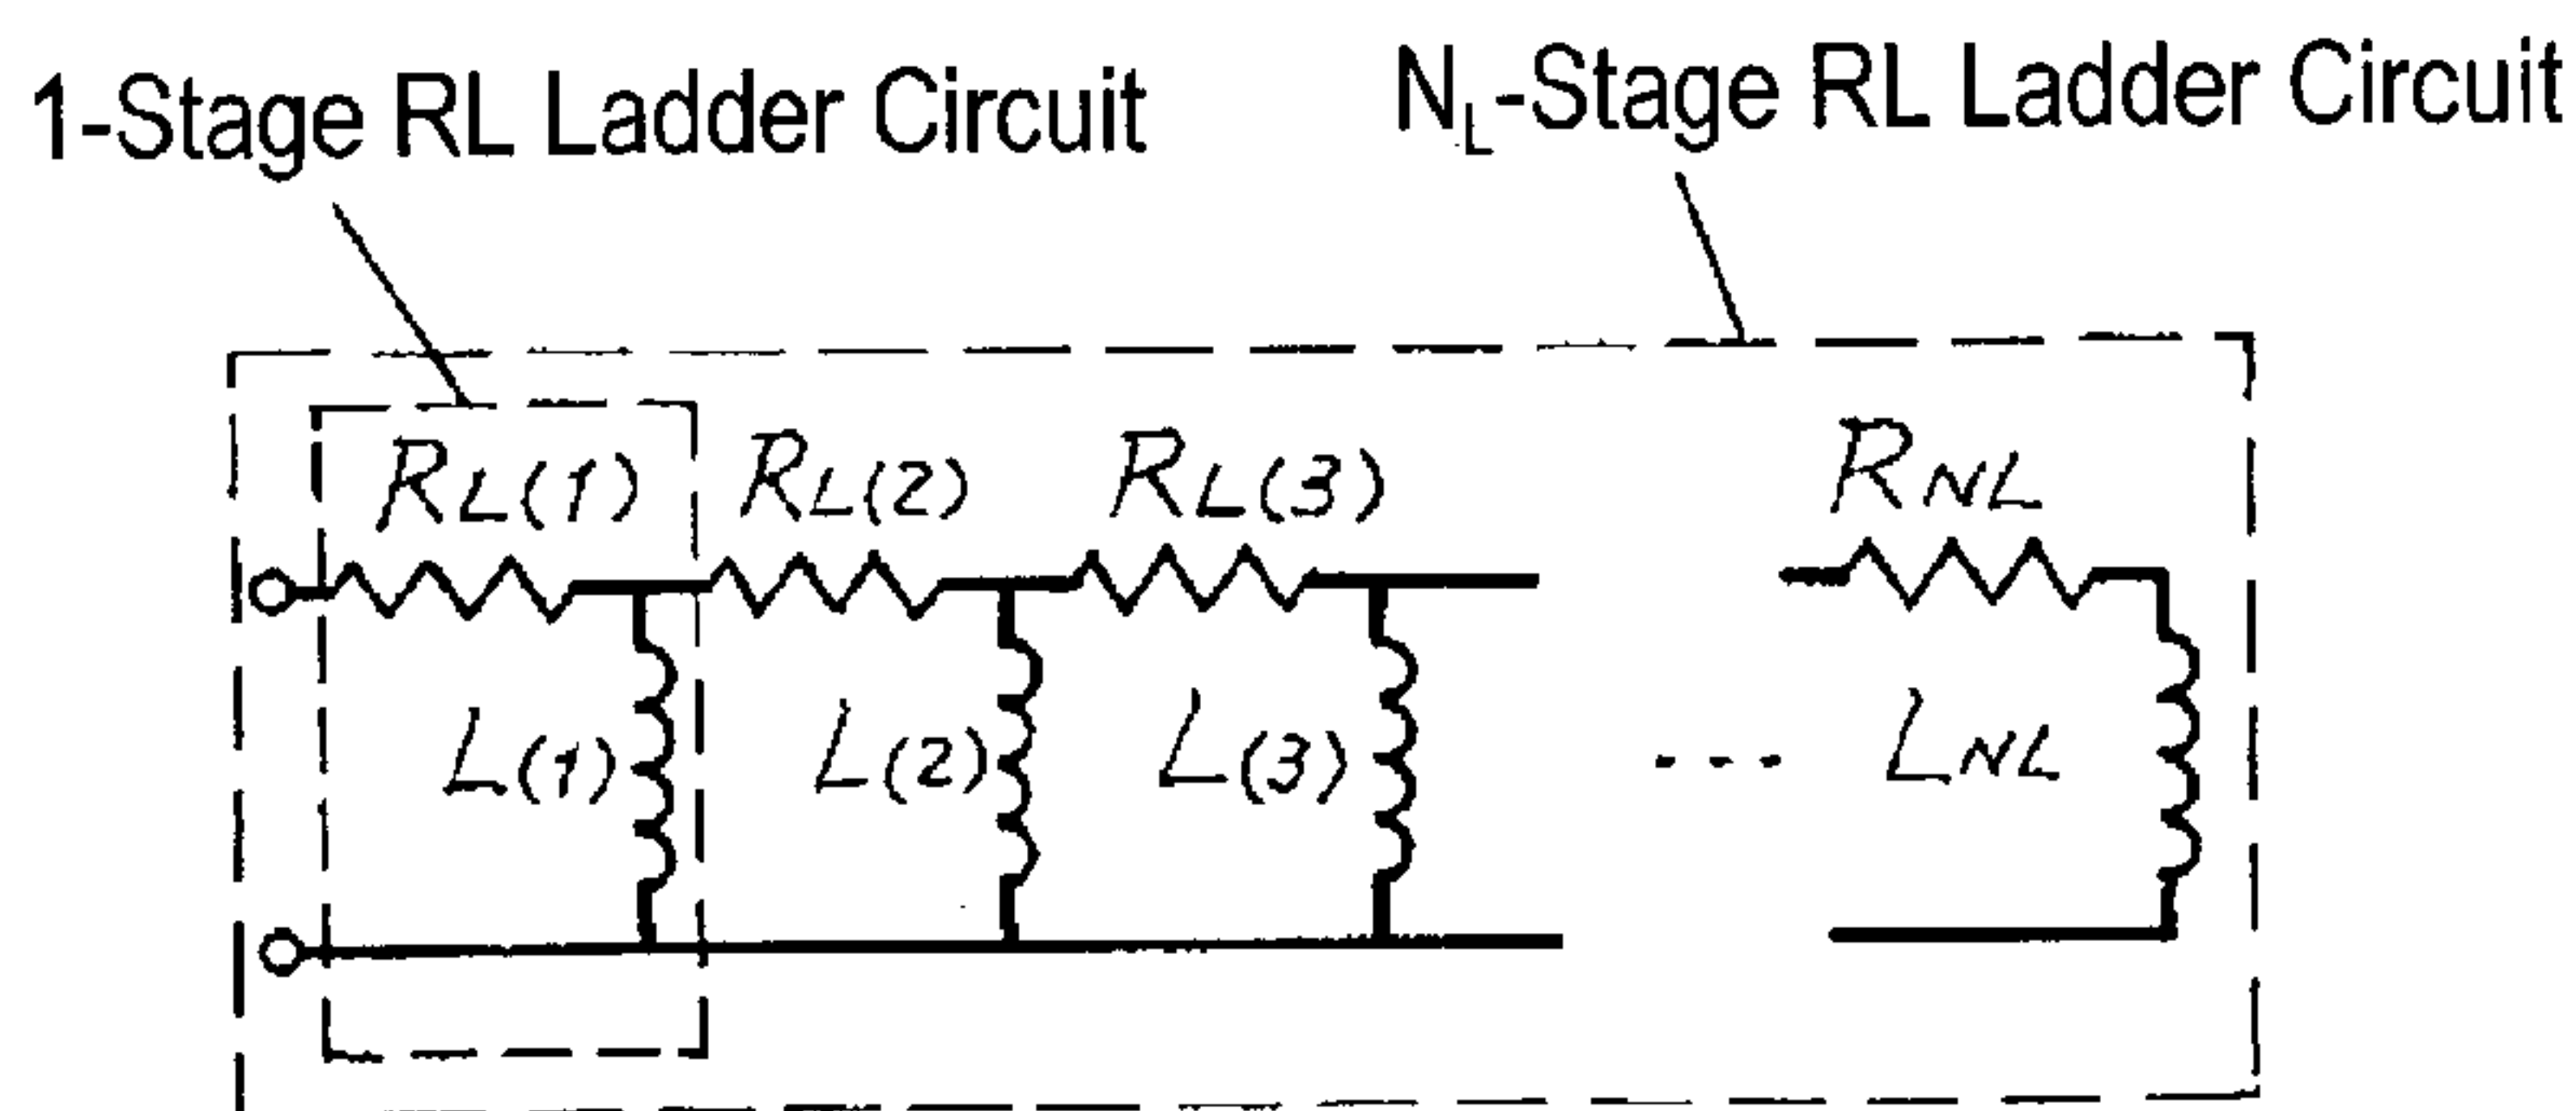 1-Stage RL Ladder Circuit
NL-Stage RL Ladder Circuit
RL(1) RL(2) RL(3) RNL
L(1) L(2) L(3) ... LNL